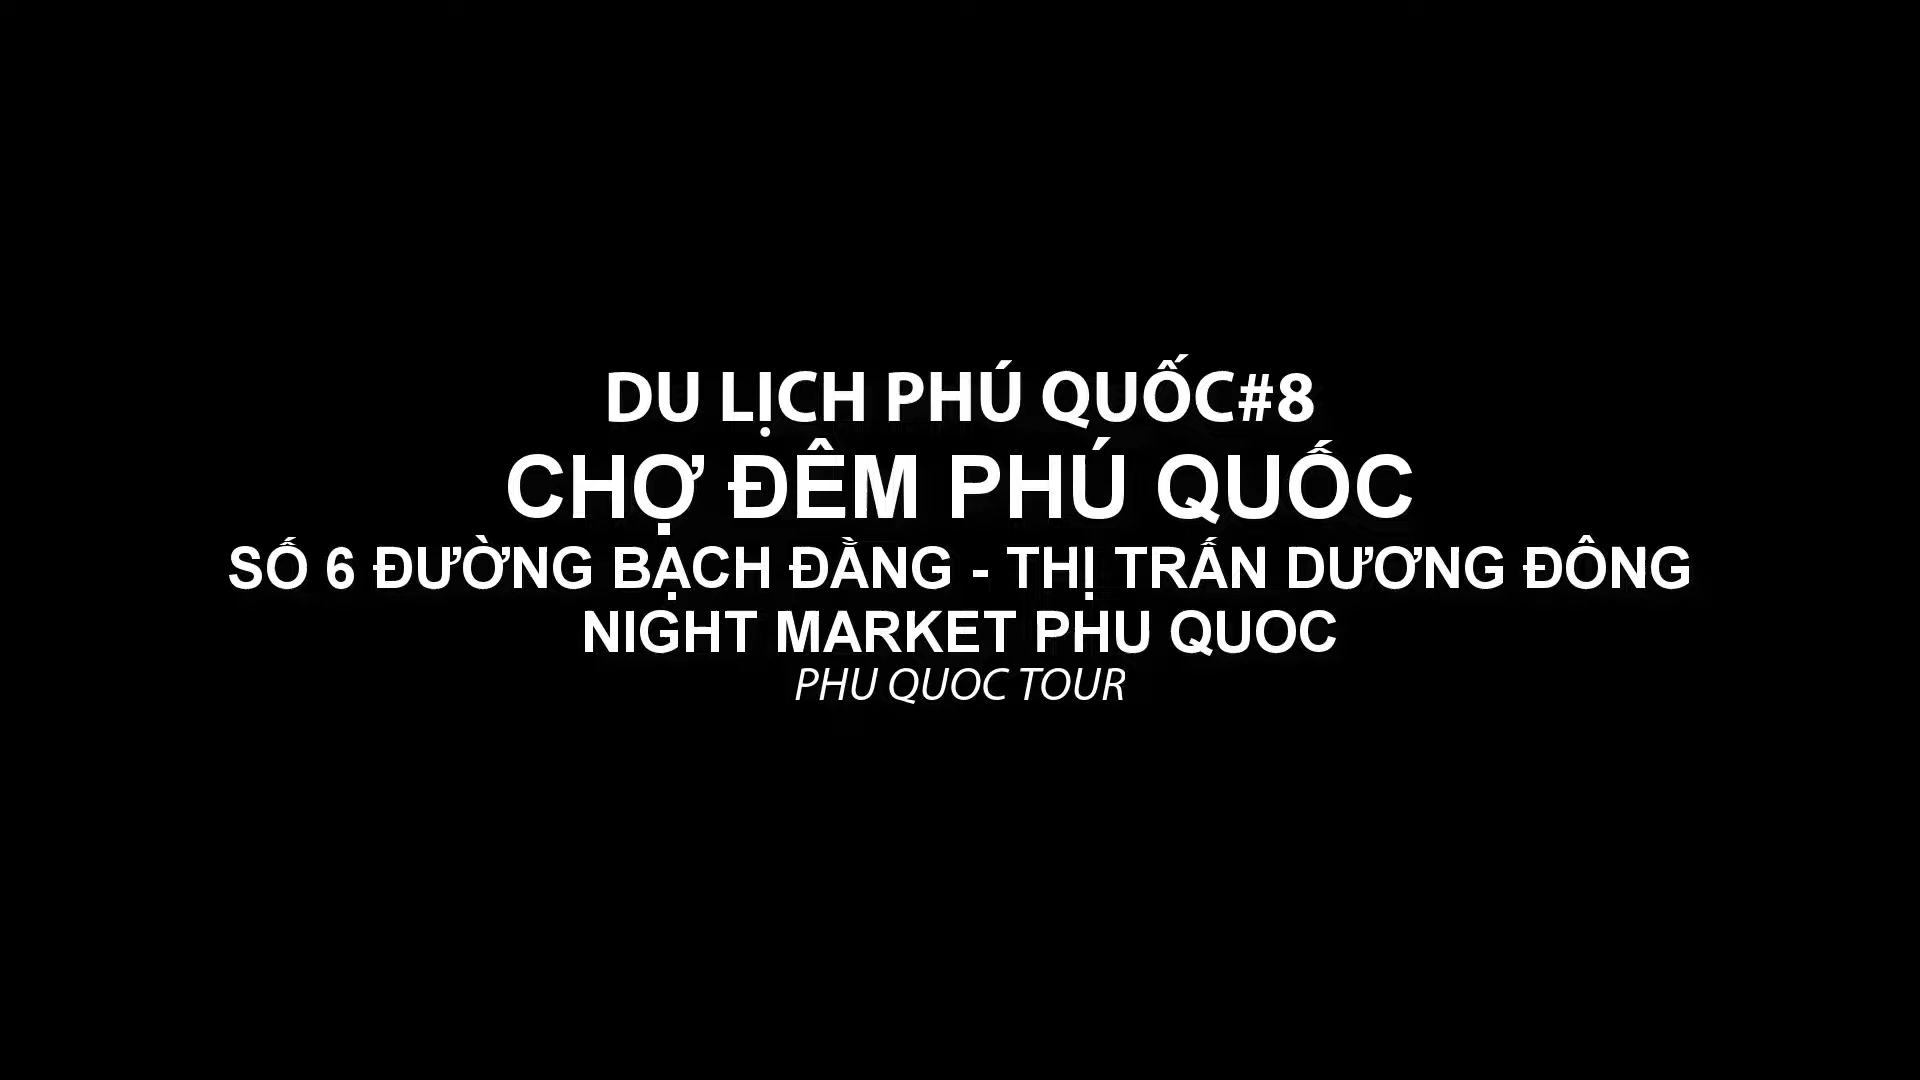 DU LỊCH PHÚ QUỐC#8
CHỢ ĐÊM PHÚ QUỐC
SỐ 6 ĐƯỜNG BẠCH ĐẰNG - THỊ TRẤN DƯƠNG ĐÔNG
NIGHT MARKET PHU QUOC
PHU QUOC TOUR